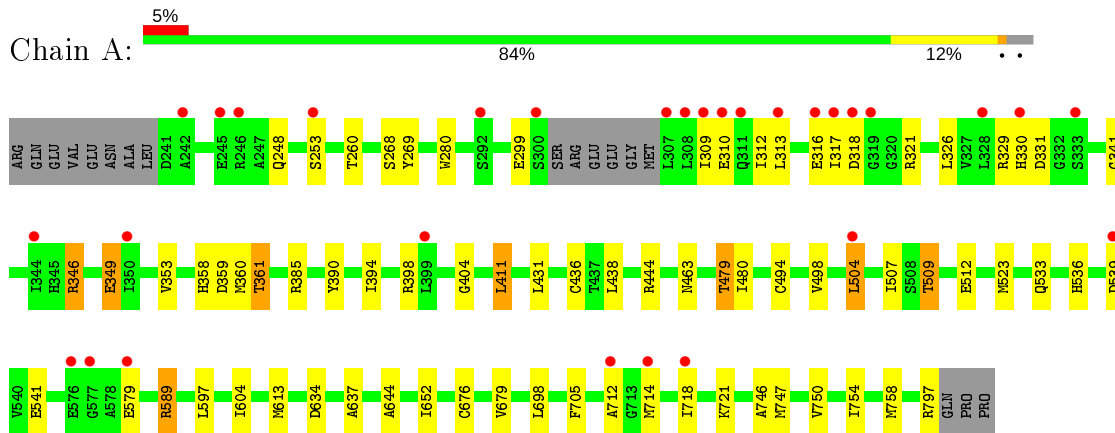 5%
Chain A:
84%
12%
ARG GLN GLU VAL GLU ASN ALA LEU D241 A242 E245 R246 A247 Q248 S253 T260 S268 Y269 W280 S292 E299 S300 SER ARG GLU GLU GLY MET L307 L308 I309 E310 Q311 I312 L313 E316 I317 D318 G319 G320 R321 L326 V327 L328 R329 H330 D331 G332 S333
I344 H345 R346 E349 I350 V353 H358 D359 M360 T361 R385 Y390 I394 R398 L399 G404 L411 L431 C436 T437 L438 R444 N463 T479 I480 C494 V498 L504 I507 S508 T509 E512 M523 Q533 H536 D539
V540 E541 E576 G577 A578 E579 R589 L597 I604 M613 D634 A637 A644 I652 C676 V679 L698 F705 A712 G713 M714 I718 K721 A746 M747 V750 I754 M758 R797 GLN PRO PRO